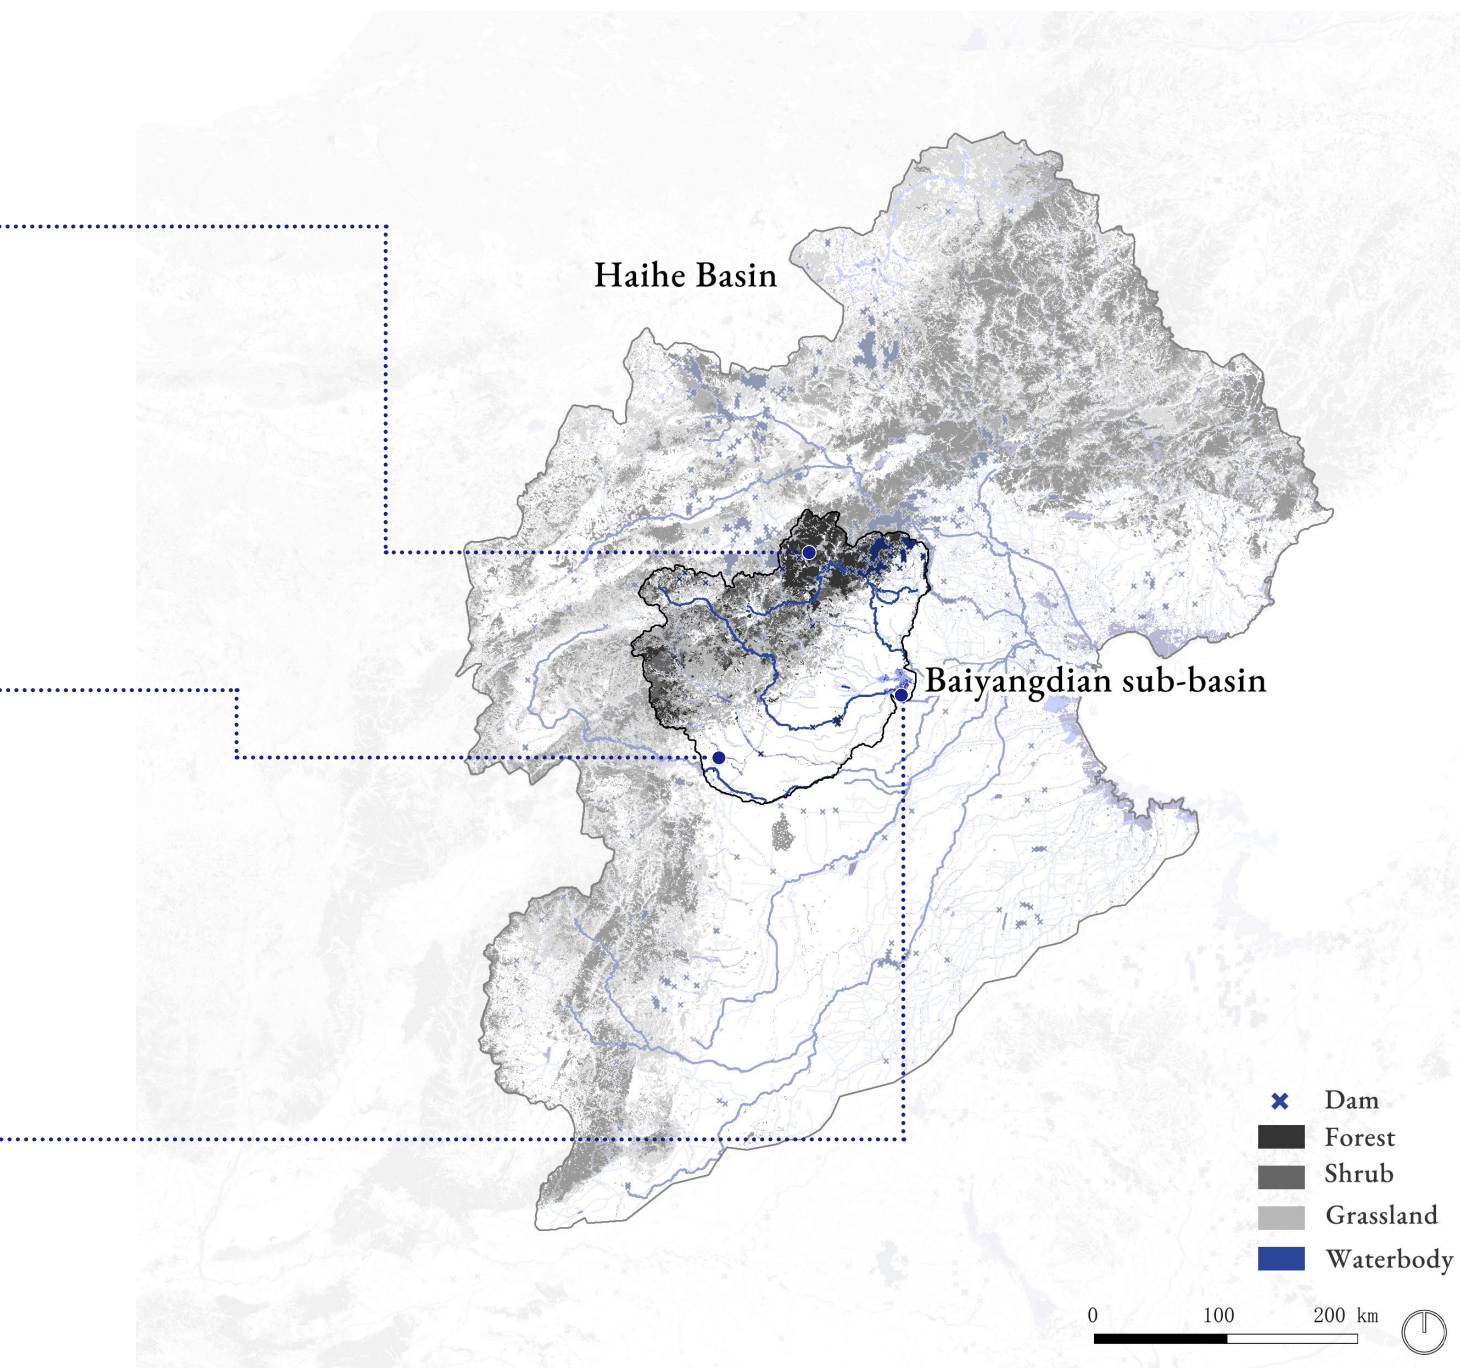 Haihe Basin
Baiyangdian sub-basin
Dam
Forest
Shrub
Grassland
Waterbody
0 100 200 km